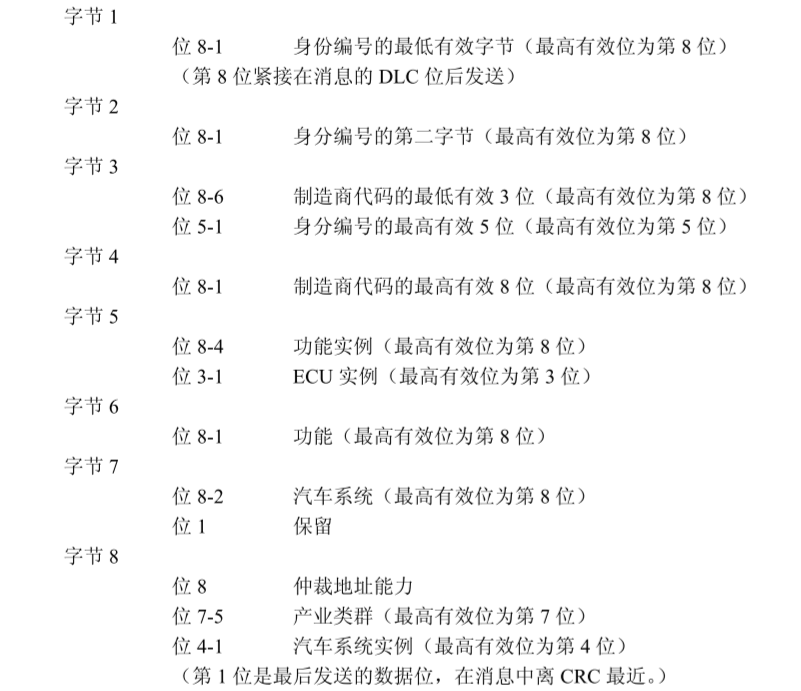 字节 1
位 8-1 身份编号的最低有效字节（最高有效位为第 8 位）
（第 8 位紧接在消息的 DLC 位后发送）
字节 2
位 8-1 身分编号的第二字节（最高有效位为第 8 位）
字节 3
位 8-6 制造商代码的最低有效 3 位（最高有效位为第 8 位）
位 5-1 身分编号的最高有效 5 位（最高有效位为第 5 位）
字节 4
位 8-1 制造商代码的最高有效 8 位（最高有效位为第 8 位）
字节 5
位 8-4 功能实例（最高有效位为第 8 位）
位 3-1 ECU 实例（最高有效位为第 3 位）
字节 6
位 8-1 功能（最高有效位为第 8 位）
字节 7
位 8-2 汽车系统（最高有效位为第 8 位）
位 1 保留
字节 8
位 8 仲裁地址能力
位 7-5 产业类群（最高有效位为第 7 位）
位 4-1 汽车系统实例（最高有效位为第 4 位）
（第 1 位是最后发送的数据位，在消息中离 CRC 最近。）